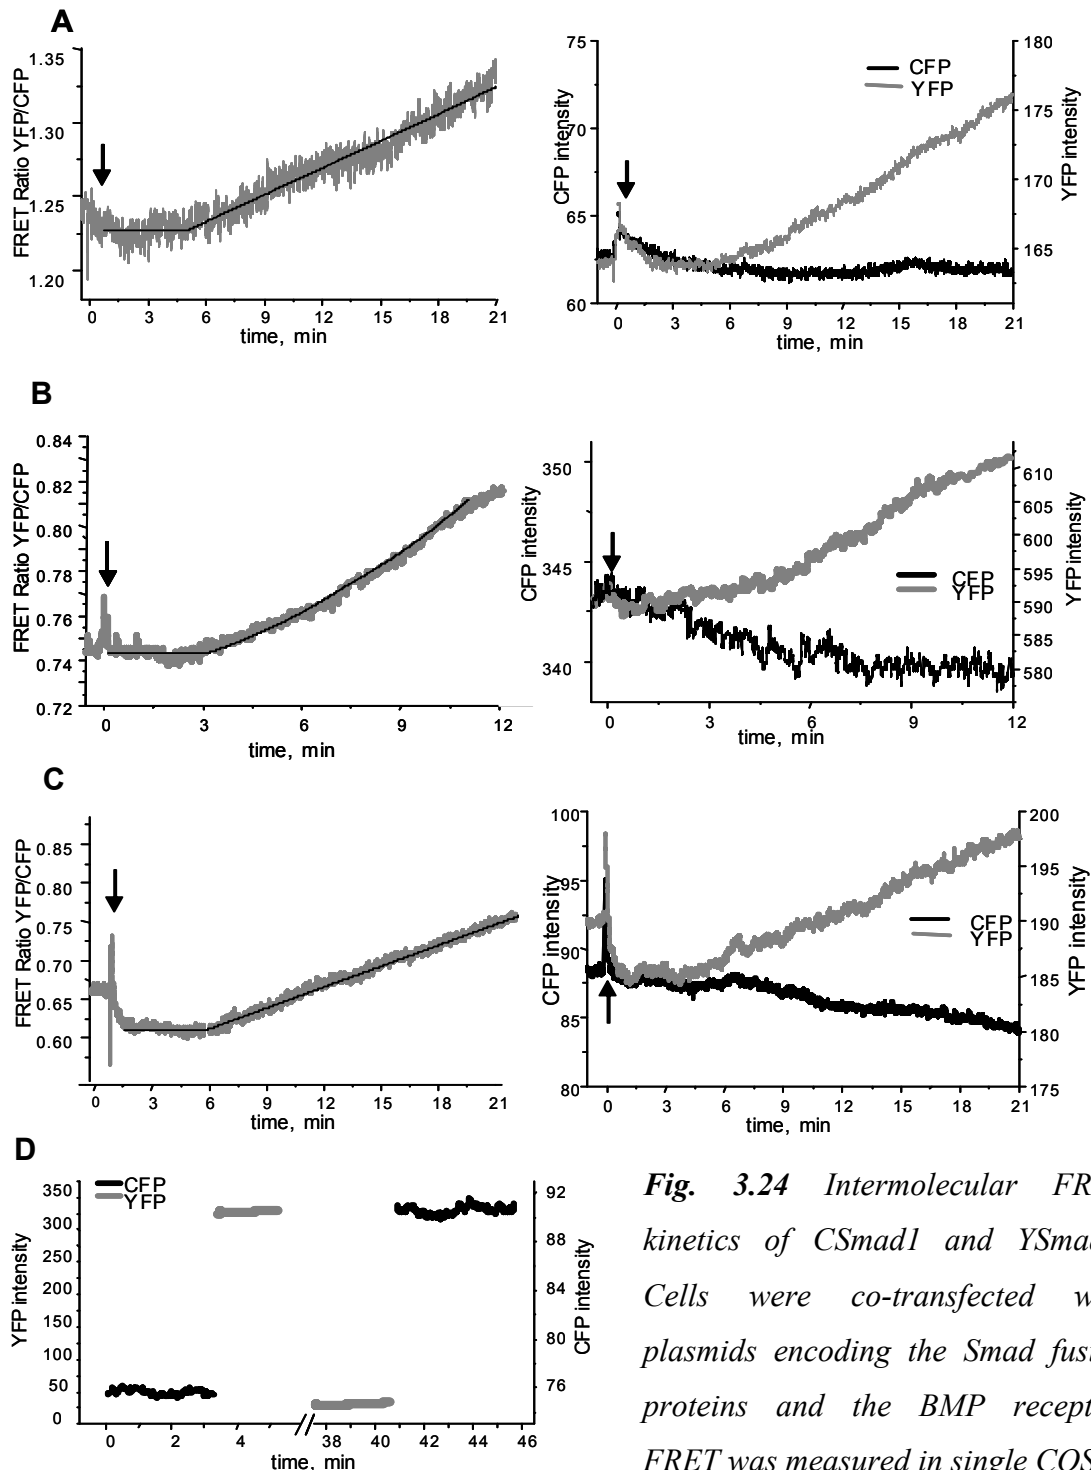 A
1.35
1.30
1.25
1.20
FRET Ratio YFP/CFP
0 3 6 9 12 15 18 21
time, min
75
70
65
60
CFP intensity
CFP
YFP
180
175
170
165
YFP intensity
0 3 6 9 12 15 18 21
time, min
B
0.84
0.82
0.80
0.78
0.76
0.74
0.72
FRET Ratio YFP/CFP
0 3 6 9 12
time, min
350
345
340
CFP intensity
CFP
YFP
610
605
600
595
590
585
580
YFP intensity
0 3 6 9 12
time, min
C
0.85
0.80
0.75
0.70
0.65
0.60
FRET Ratio YFP/CFP
0 3 6 9 12 15 18 21
time, min
100
95
90
85
80
CFP intensity
CFP
YFP
200
195
190
185
180
175
YFP intensity
0 3 6 9 12 15 18 21
time, min
D
CFP
YFP
350
300
250
200
150
100
50
0
YFP intensity
92
88
84
80
76
CFP intensity
0 2 4 38 40 42 44 46
time, min
Fig. 3.24 Intermolecular FR
kinetics of CSmad1 and YSma
Cells were co-transfected w
plasmids encoding the Smad fus
proteins and the BMP recept
FRET was measured in single COS